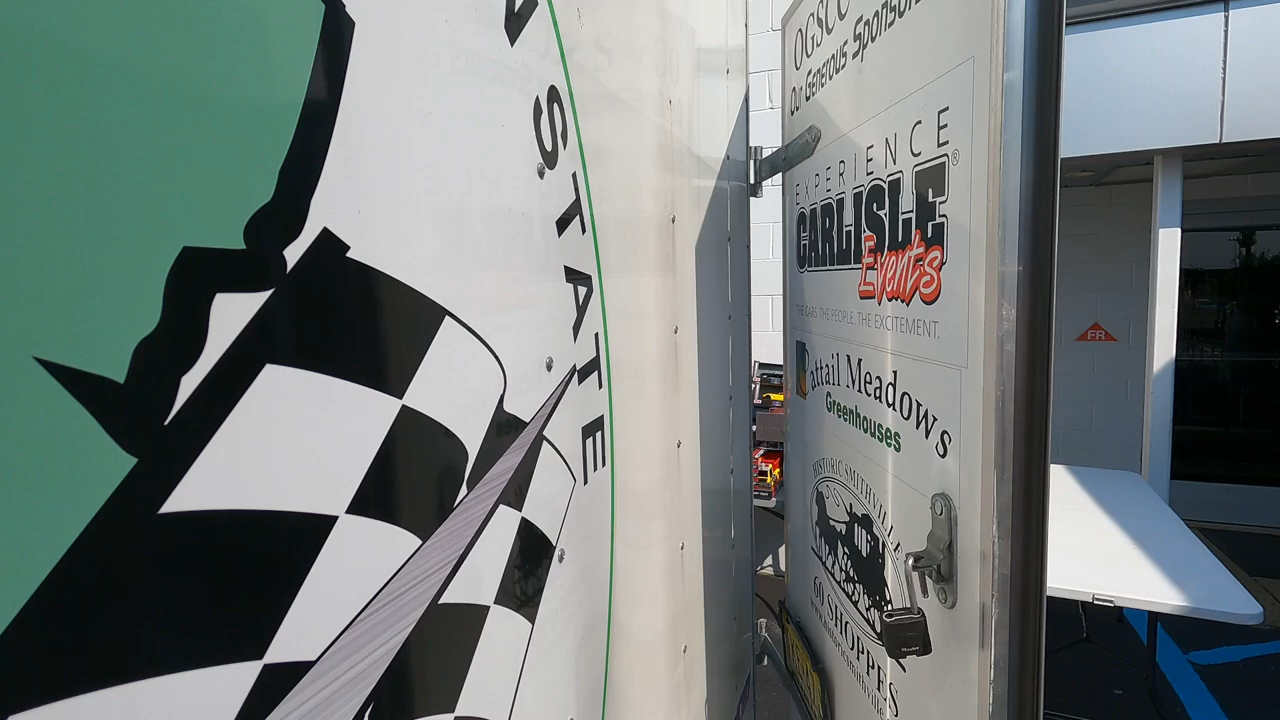 N STATE
OGSCC
Our Generous Sponsors
EXPERIENCE
CARLISLE®
Events
THE CARS. THE PEOPLE. THE EXCITEMENT.
attail Meadows
Greenhouses
HISTORIC SMITHVILLE
60 SHOPPES
FR